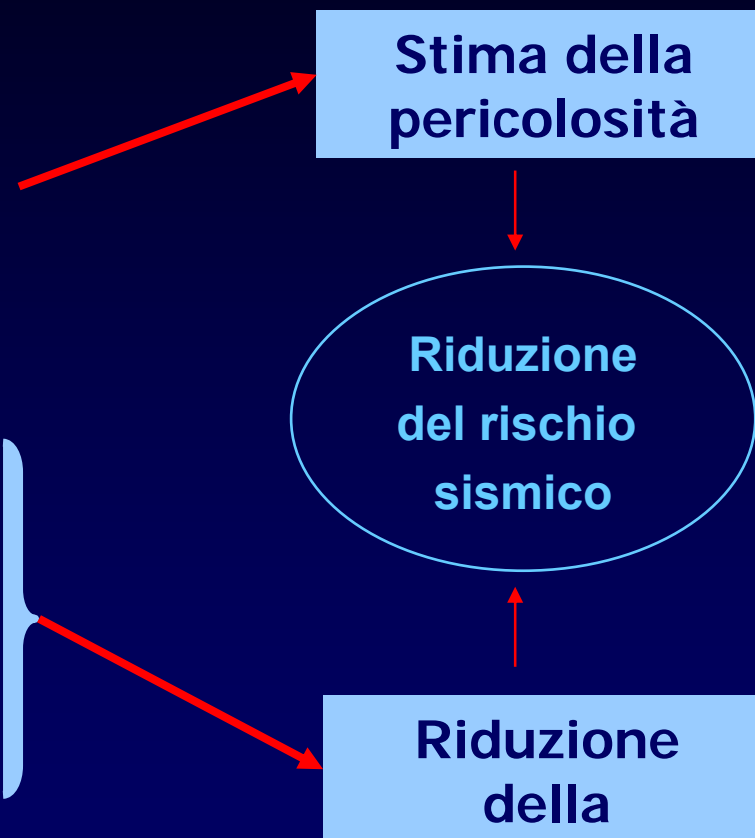 Stima della
pericolosità
Riduzione
del rischio
sismico
Riduzione
della